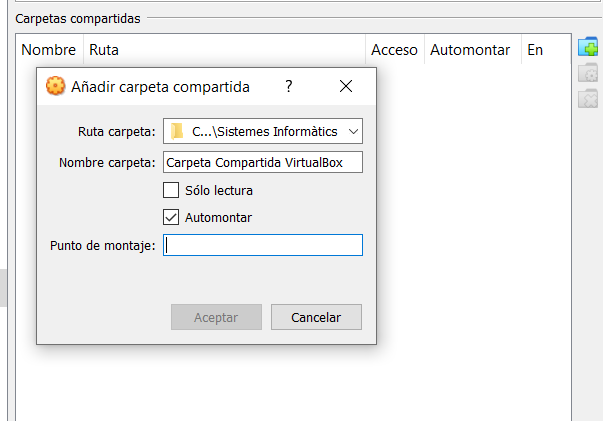 Carpetas compartidas
Nombre Ruta Acceso Automontar En
Añadir carpeta compartida ?
Ruta carpeta: C...\Sistemes Informàtics
Nombre carpeta: Carpeta Compartida VirtualBox
Sólo lectura
Automontar
Punto de montaje:
Aceptar Cancelar